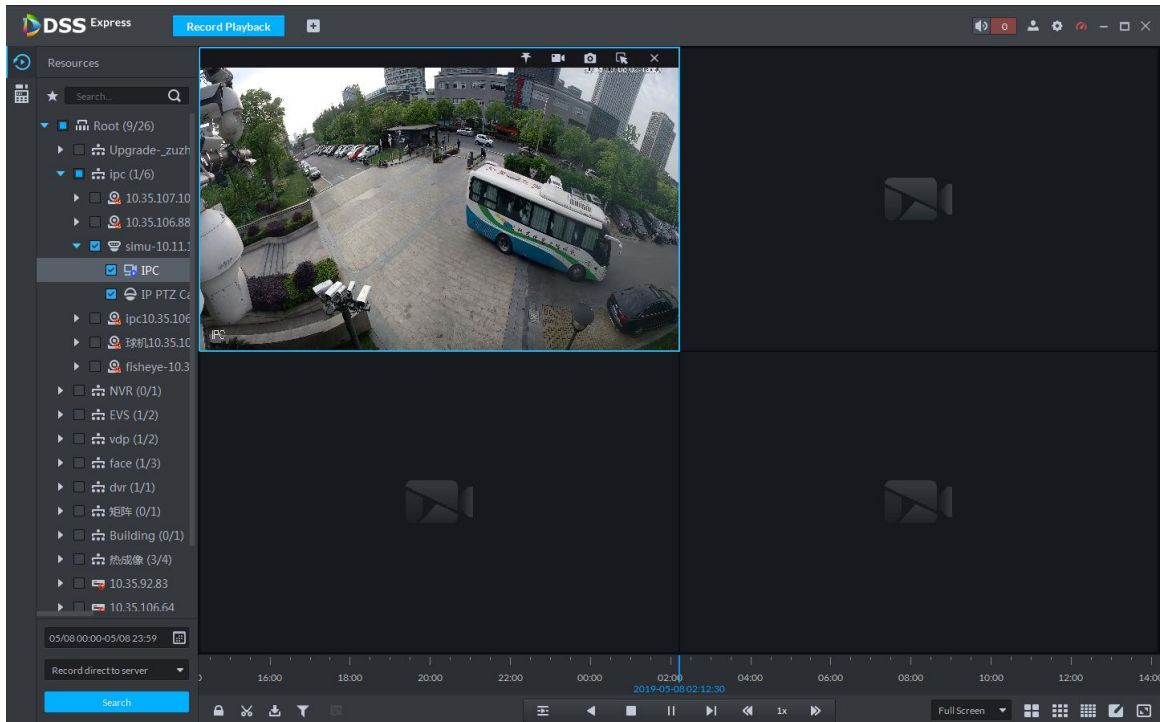 DSS Express
Record Playback
0
Resources
Search...
Root (9/26)
Upgrade-_zuzh
ipc (1/6)
10.35.107.10
10.35.106.88
simu-10.11.1
IPC
IP PTZ Ca
ipc10.35.106
球机10.35.10
fisheye-10.3
NVR (0/1)
EVS (1/2)
vdp (1/2)
face (1/3)
dvr (1/1)
矩阵 (0/1)
Building (0/1)
热成像 (3/4)
10.35.92.83
10.35.106.64
05/08 00:00-05/08 23:59
Record direct to server
Search
IPC
16:00 18:00 20:00 22:00 00:00 02:00 04:00 06:00 08:00 10:00 12:00 14:00
2019-05-08 02:12:30
1x
Full Screen